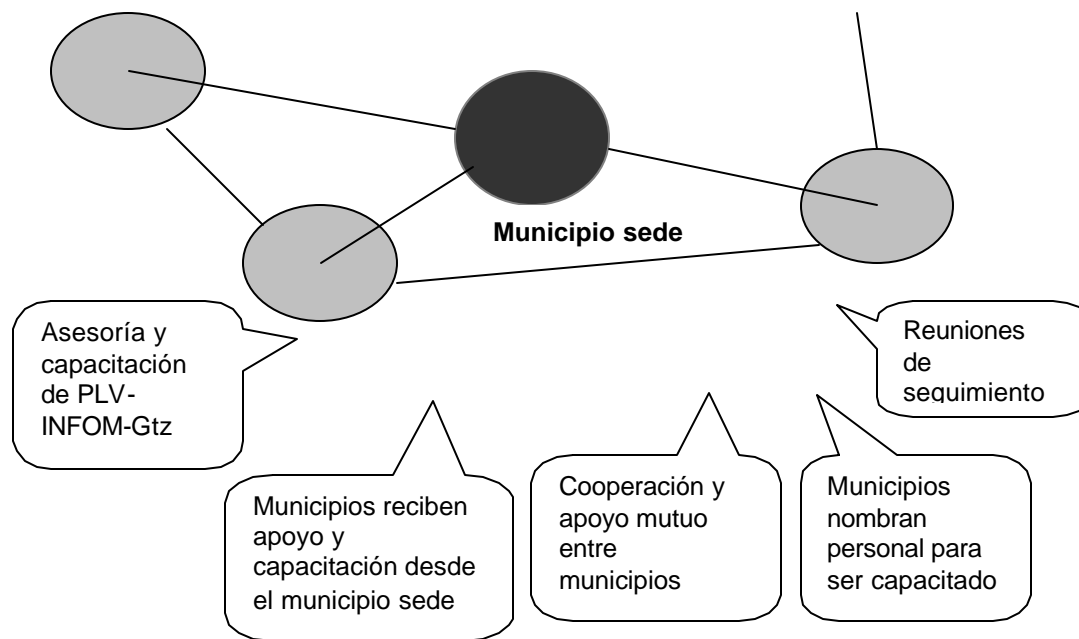 Municipio sede
Asesoría y
capacitación
de PLV-
INFOM-Gtz
Reuniones
de
seguimiento
Municipios reciben
apoyo y
capacitación desde
el municipio sede
Cooperación y
apoyo mutuo
entre
municipios
Municipios
nombran
personal para
ser capacitado